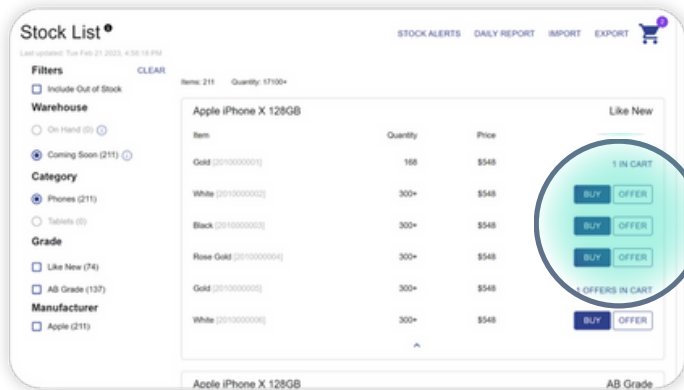 Stock List
STOCK ALERTS DAILY REPORT IMPORT EXPORT 2
Last updated: Tue Feb 21 2023, 4:56:18 PM
Filters CLEAR
Include Out of Stock
Items: 211 Quantity: 17100+
Warehouse
On Hand (0)
Coming Soon (211)
Category
Phones (211)
Tablets (0)
Grade
Like New (74)
AB Grade (137)
Manufacturer
Apple (211)
Apple iPhone X 128GB Like New
Item Quantity Price
Gold [2010000001] 168 $548 1 IN CART
White [2010000002] 300+ $548 BUY OFFER
Black [2010000003] 300+ $548 BUY OFFER
Rose Gold [2010000004] 300+ $548 BUY OFFER
Gold [2010000005] 300+ $548 1 OFFERS IN CART
White [2010000006] 300+ $548 BUY OFFER
Apple iPhone X 128GB AB Grade